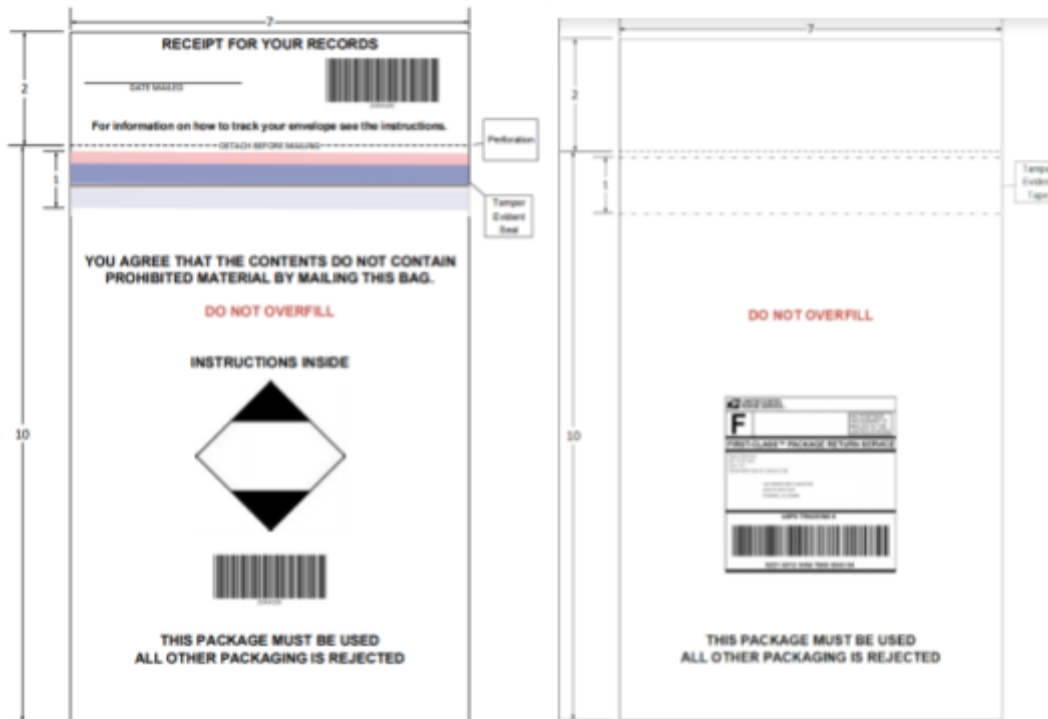 7
RECEIPT FOR YOUR RECORDS
2
DATE MAILED
For information on how to track your envelope see the instructions.
DETACH BEFORE MAILING
Perforation
1
Tamper
Evident
Seal
YOU AGREE THAT THE CONTENTS DO NOT CONTAIN
PROHIBITED MATERIAL BY MAILING THIS BAG.
DO NOT OVERFILL
INSTRUCTIONS INSIDE
10
THIS PACKAGE MUST BE USED
ALL OTHER PACKAGING IS REJECTED
7
2
1
Tampe
Eviden
Tape
DO NOT OVERFILL
10
F
FIRST-CLASS™ PACKAGE RETURN SERVICE
USPS TRACKING #
THIS PACKAGE MUST BE USED
ALL OTHER PACKAGING IS REJECTED